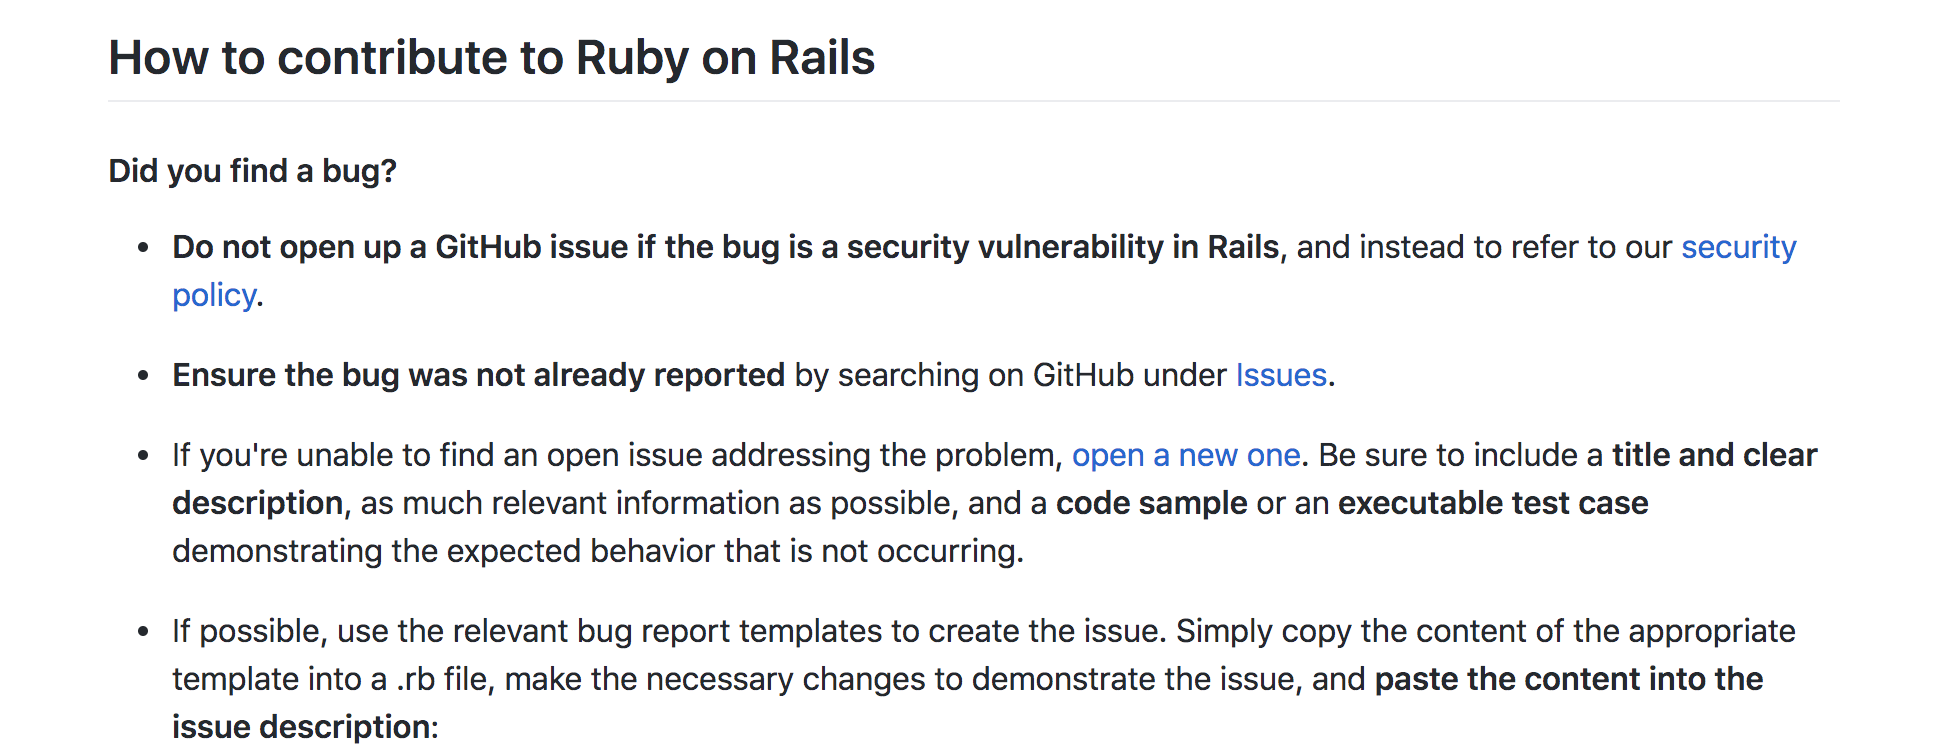 How to contribute to Ruby on Rails
Did you find a bug?
• Do not open up a GitHub issue if the bug is a security vulnerability in Rails, and instead to refer to our security
policy.
• Ensure the bug was not already reported by searching on GitHub under Issues.
• If you're unable to find an open issue addressing the problem, open a new one. Be sure to include a title and clear
description, as much relevant information as possible, and a code sample or an executable test case
demonstrating the expected behavior that is not occurring.
• If possible, use the relevant bug report templates to create the issue. Simply copy the content of the appropriate
template into a .rb file, make the necessary changes to demonstrate the issue, and paste the content into the
issue description: